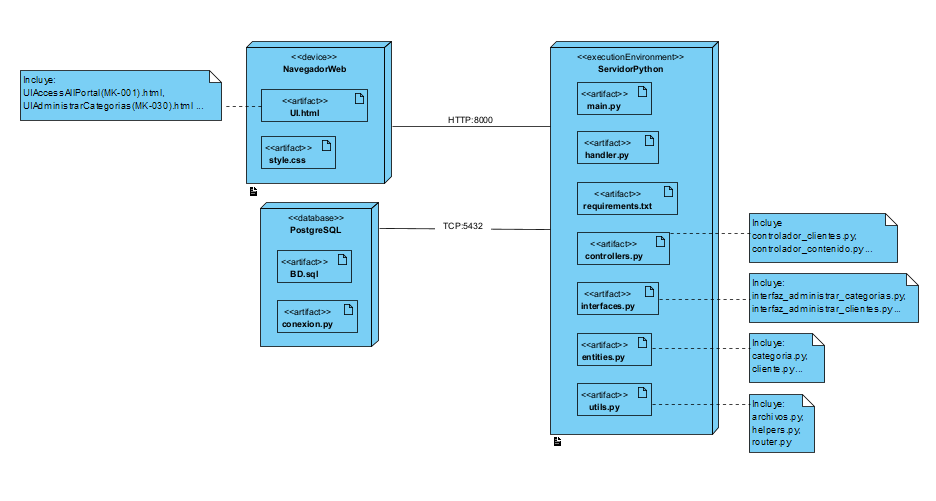 Incluye:
UIAccessAllPortal(MK-001).html,
UIAdministrarCategorias(MK-030).html ...
<<device>>
NavegadorWeb
<<artifact>>
UI.html
<<artifact>>
style.css
HTTP:8000
<<database>>
PostgreSQL
<<artifact>>
BD.sql
<<artifact>>
conexion.py
TCP:5432
<<executionEnvironment>>
ServidorPython
<<artifact>>
main.py
<<artifact>>
handler.py
<<artifact>>
requirements.txt
<<artifact>>
controllers.py
<<artifact>>
interfaces.py
<<artifact>>
entities.py
<<artifact>>
utils.py
Incluye
controlador_clientes.py,
controlador_contenido.py...
Incluye:
interfaz_administrar_categorias.py,
interfaz_administrar_clientes.py...
Incluye:
categoria.py,
cliente.py...
Incluye:
archivos.py,
helpers.py,
router.py